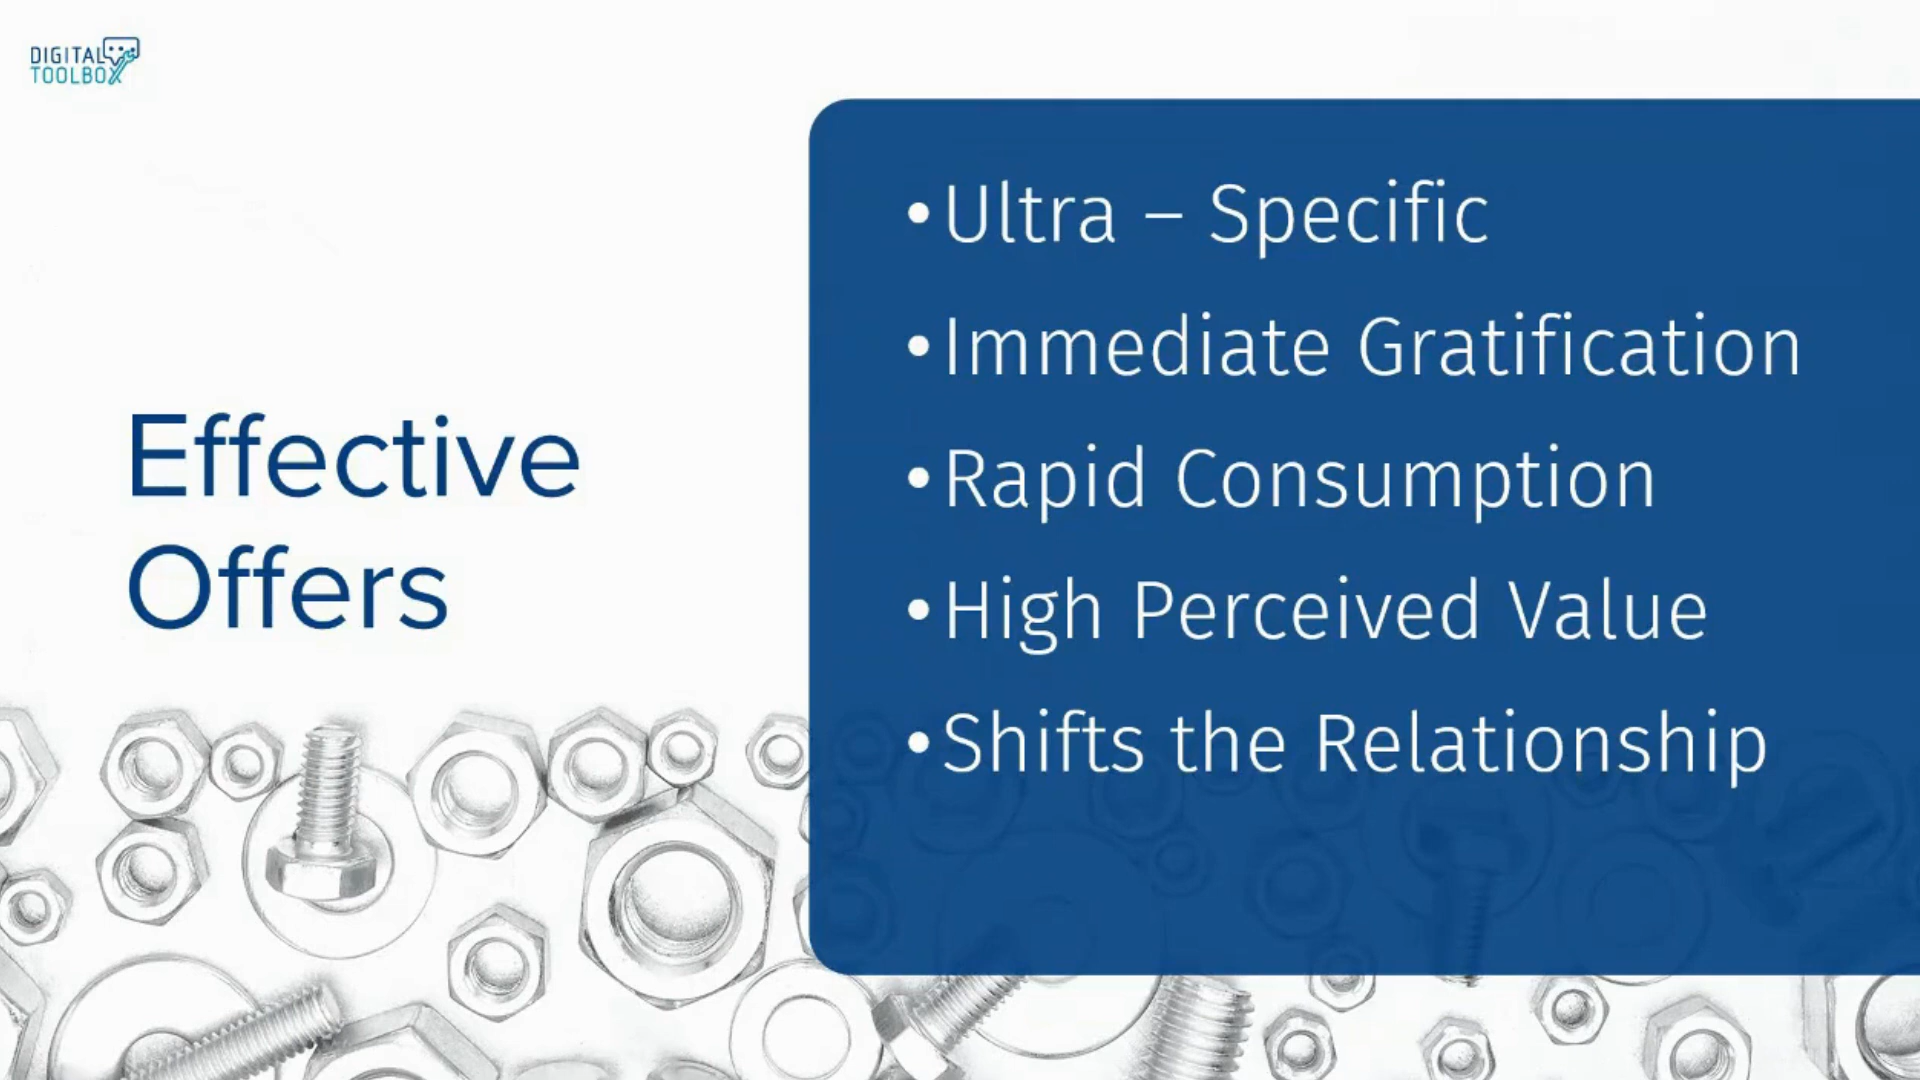 DIGITAL
TOOLBOX
Effective
Offers
•Ultra – Specific
•Immediate Gratification
•Rapid Consumption
•High Perceived Value
•Shifts the Relationship